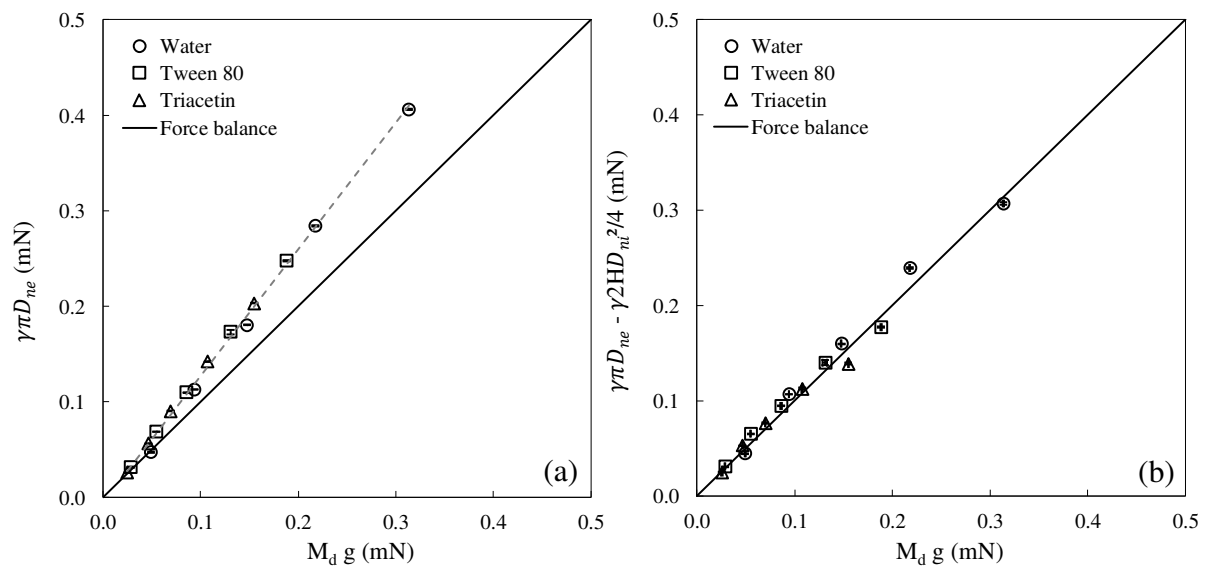 0.5
0.4
0.3
0.2
0.1
0.0
γπD_ne (mN)
Water
Tween 80
Triacetin
Force balance
(a)
0.0 0.1 0.2 0.3 0.4 0.5
M_d g (mN)
0.5
0.4
0.3
0.2
0.1
0.0
γπD_ne - γ2HD_ni²/4 (mN)
Water
Tween 80
Triacetin
Force balance
(b)
0.0 0.1 0.2 0.3 0.4 0.5
M_d g (mN)